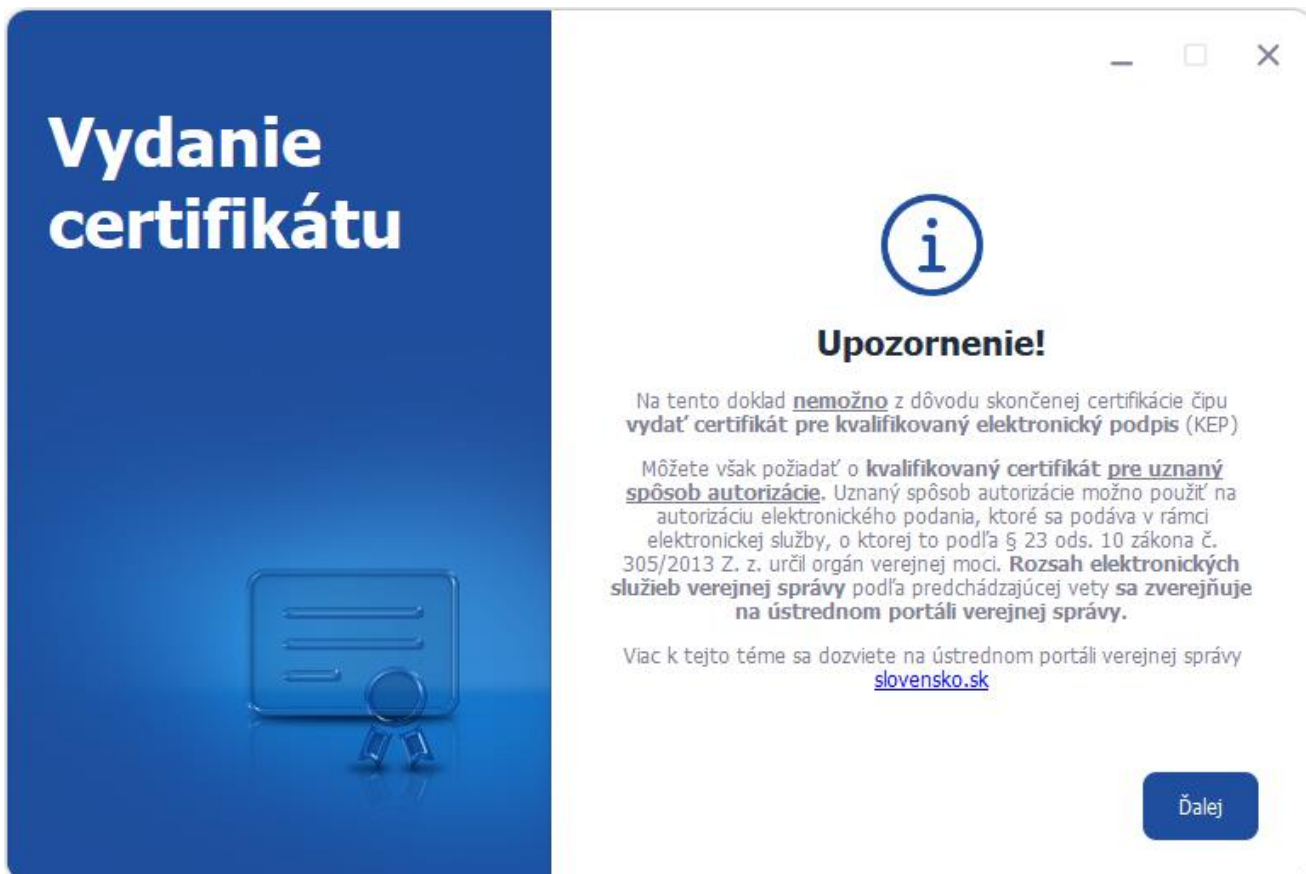 Vydanie
certifikátu
Upozornenie!
Na tento doklad nemožno z dôvodu skončenej certifikácie čipu
vydať certifikát pre kvalifikovaný elektronický podpis (KEP)
Môžete však požiadať o kvalifikovaný certifikát pre uznaný
spôsob autorizácie. Uznaný spôsob autorizácie možno použiť na
autorizáciu elektronického podania, ktoré sa podáva v rámci
elektronickej služby, o ktorej to podľa § 23 ods. 10 zákona č.
305/2013 Z. z. určil orgán verejnej moci. Rozsah elektronických
služieb verejnej správy podľa predchádzajúcej vety sa zverejňuje
na ústrednom portáli verejnej správy.
Viac k tejto téme sa dozviete na ústrednom portáli verejnej správy
slovensko.sk
Ďalej